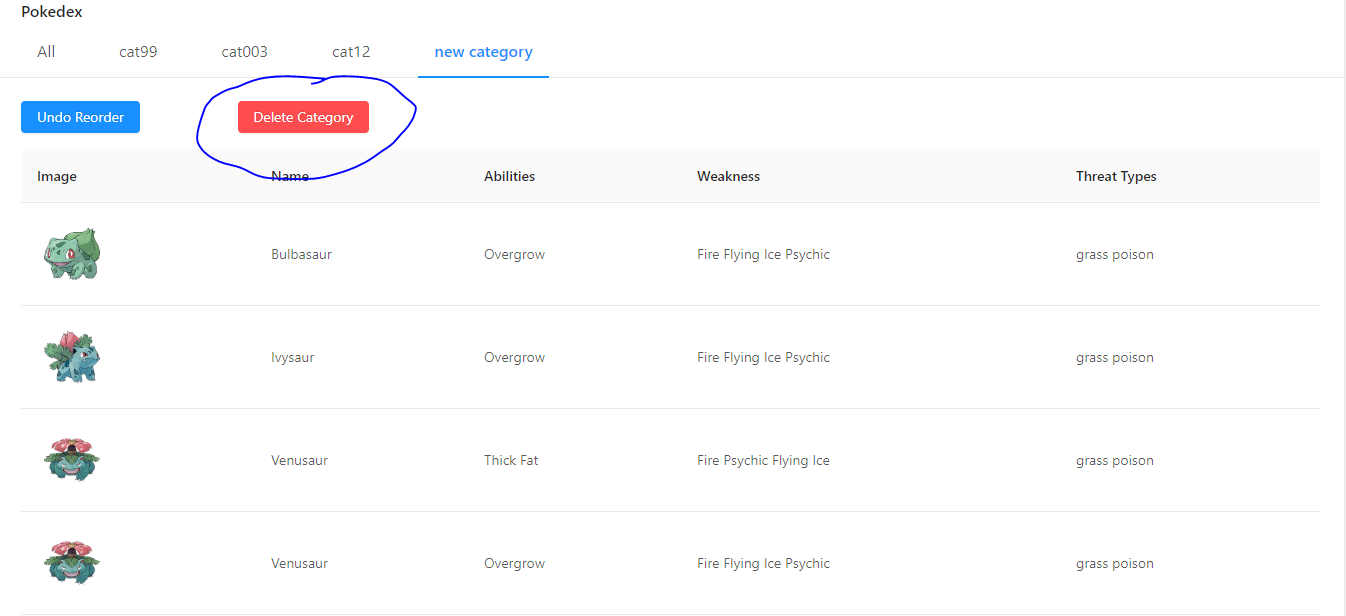 Pokedex
All cat99 cat003 cat12 new category
Undo Reorder Delete Category
Image Name Abilities Weakness Threat Types
Bulbasaur Overgrow Fire Flying Ice Psychic grass poison
Ivysaur Overgrow Fire Flying Ice Psychic grass poison
Venusaur Thick Fat Fire Psychic Flying Ice grass poison
Venusaur Overgrow Fire Flying Ice Psychic grass poison